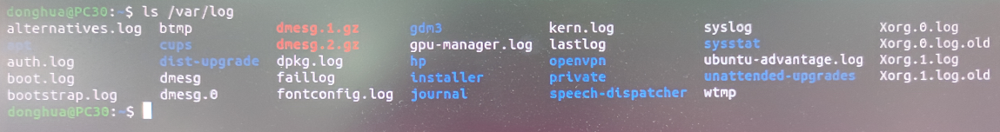 donghua@PC30:~$ ls /var/log
alternatives.log btmp dmesg.1.gz gdm3 kern.log syslog Xorg.0.log
apt cups dmesg.2.gz gpu-manager.log lastlog sysstat Xorg.0.log.old
auth.log dist-upgrade dpkg.log hp openvpn ubuntu-advantage.log Xorg.1.log
boot.log dmesg faillog installer private unattended-upgrades Xorg.1.log.old
bootstrap.log dmesg.0 fontconfig.log journal speech-dispatcher wtmp
donghua@PC30:~$